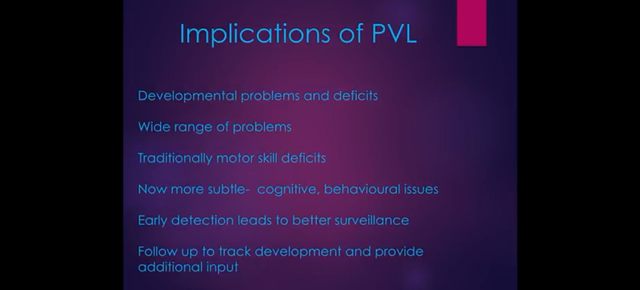 Implications of PVL
Developmental problems and deficits
Wide range of problems
Traditionally motor skill deficits
Now more subtle- cognitive, behavioural issues
Early detection leads to better surveillance
Follow up to track development and provide
additional input